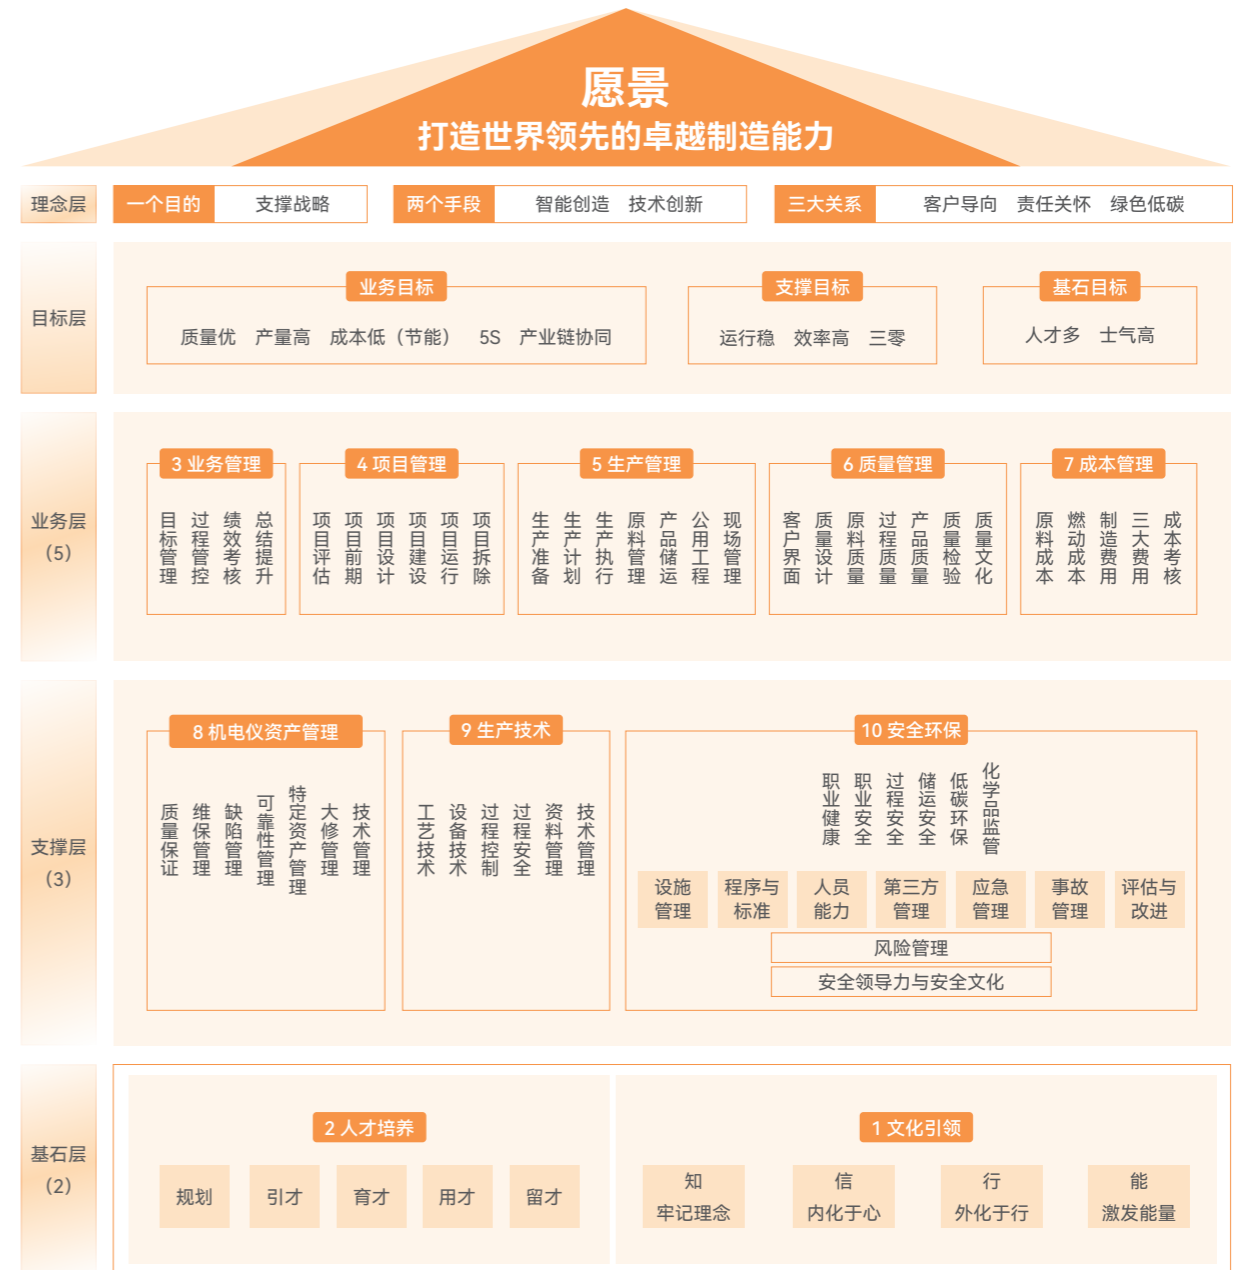 愿景
打造世界领先的卓越制造能力
理念层
一个目的
支撑战略
两个手段
智能创造 技术创新
三大关系
客户导向 责任关怀 绿色低碳
目标层
业务目标
质量优 产量高 成本低（节能） 5S 产业链协同
支撑目标
运行稳 效率高 三零
基石目标
人才多 士气高
业务层
（5）
3 业务管理
目标管理
过程管控
绩效考核
总结提升
4 项目管理
项目评估
项目前期
项目设计
项目建设
项目运行
项目拆除
5 生产管理
生产准备
生产计划
生产执行
原料管理
产品储运
公用工程
现场管理
6 质量管理
客户界面
质量设计
原料质量
过程质量
产品质量
质量检验
质量文化
7 成本管理
原料成本
燃动成本
制造费用
三大费用
成本考核
支撑层
（3）
8 机电仪资产管理
质量保证
维保管理
缺陷管理
可靠性管理
特定资产管理
大修管理
技术管理
9 生产技术
工艺技术
设备技术
过程控制
过程安全
资料管理
技术管理
10 安全环保
职业健康
职业安全
过程安全
储运安全
低碳环保
化学品监管
设施
管理
程序与
标准
人员
能力
第三方
管理
应急
管理
事故
管理
评估与
改进
风险管理
安全领导力与安全文化
基石层
（2）
2 人才培养
规划
引才
育才
用才
留才
1 文化引领
知
牢记理念
信
内化于心
行
外化于行
能
激发能量